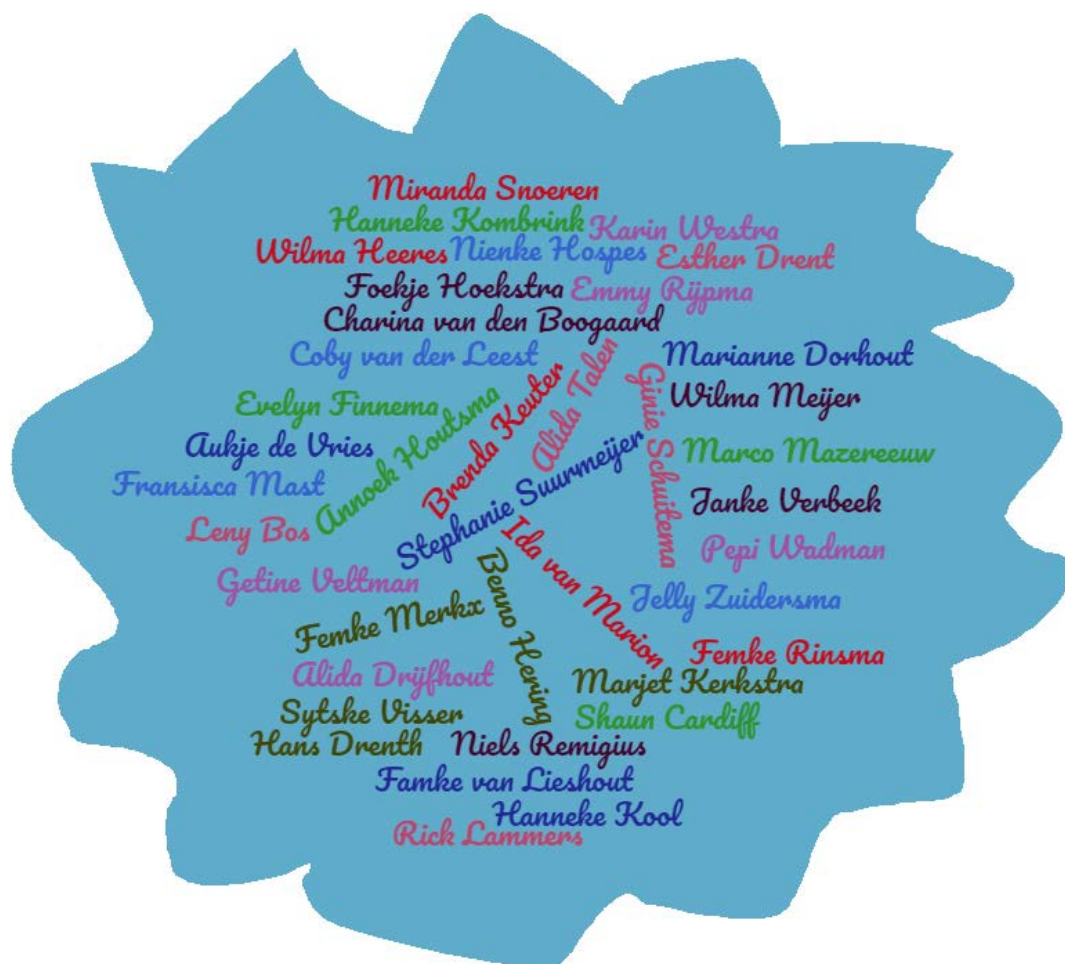 Miranda Snoeren
Hanneke Kombrink
Karin Westra
Wilma Heeres
Nienke Hospes
Esther Drent
Foekje Hoekstra
Emmy Rijpma
Charina van den Boogaard
Coby van der Leest
Alida Talen
Marianne Dorhout
Brenda Keuter
Ginie Schuitema
Wilma Meijer
Evelyn Finnema
Annoek Houtsma
Aukje de Vries
Stephanie Suurmeijer
Marco Mazereeuw
Fransisca Mast
Janke Verbeek
Leny Bos
Ida van Marion
Pepi Wadman
Getine Veltman
Benno Hering
Jelly Zuidersma
Femke Merkx
Femke Rinsma
Alida Drijfhout
Marjet Kerkstra
Sytske Visser
Shaun Cardiff
Hans Drenth
Niels Remigius
Famke van Lieshout
Hanneke Kool
Rick Lammers